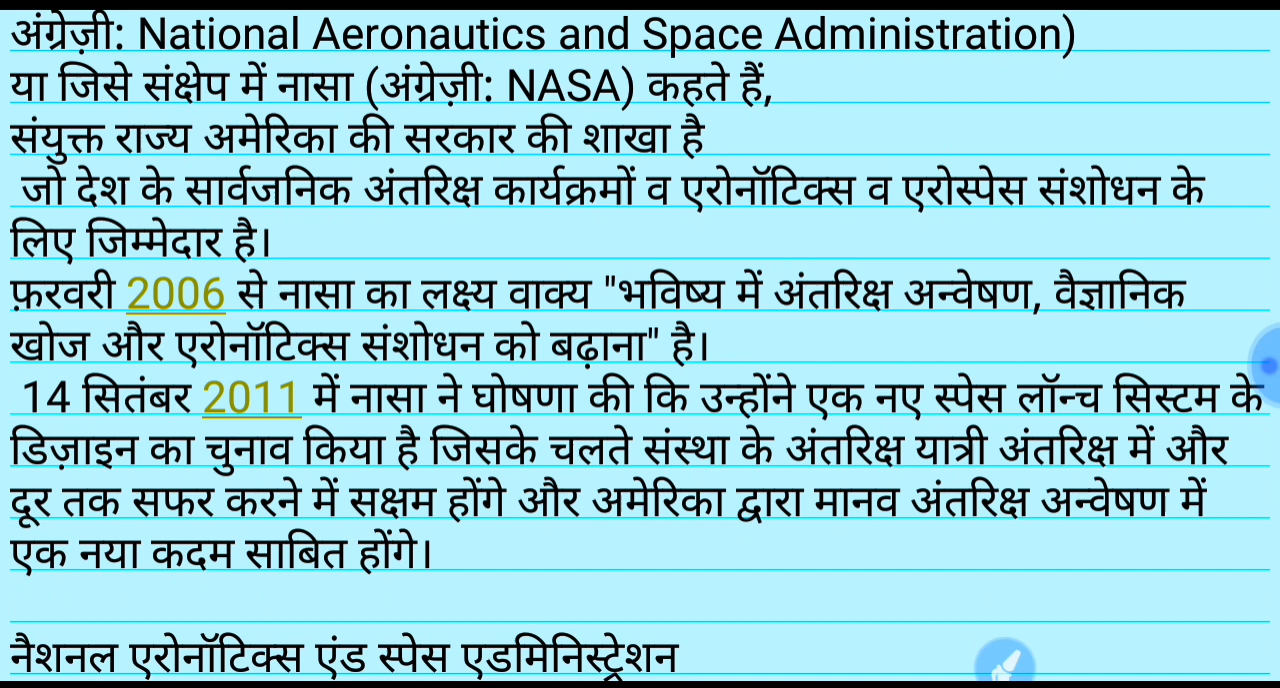 अंग्रेज़ी: National Aeronautics and Space Administration)
या जिसे संक्षेप में नासा (अंग्रेज़ी: NASA) कहते हैं,
संयुक्त राज्य अमेरिका की सरकार की शाखा है
जो देश के सार्वजनिक अंतरिक्ष कार्यक्रमों व एरोनॉटिक्स व एरोस्पेस संशोधन के
लिए जिम्मेदार है।
फ़रवरी 2006 से नासा का लक्ष्य वाक्य "भविष्य में अंतरिक्ष अन्वेषण, वैज्ञानिक
खोज और एरोनॉटिक्स संशोधन को बढ़ाना" है।
14 सितंबर 2011 में नासा ने घोषणा की कि उन्होंने एक नए स्पेस लॉन्च सिस्टम के
डिज़ाइन का चुनाव किया है जिसके चलते संस्था के अंतरिक्ष यात्री अंतरिक्ष में और
दूर तक सफर करने में सक्षम होंगे और अमेरिका द्वारा मानव अंतरिक्ष अन्वेषण में
एक नया कदम साबित होंगे।
नैशनल एरोनॉटिक्स एंड स्पेस एडमिनिस्ट्रेशन